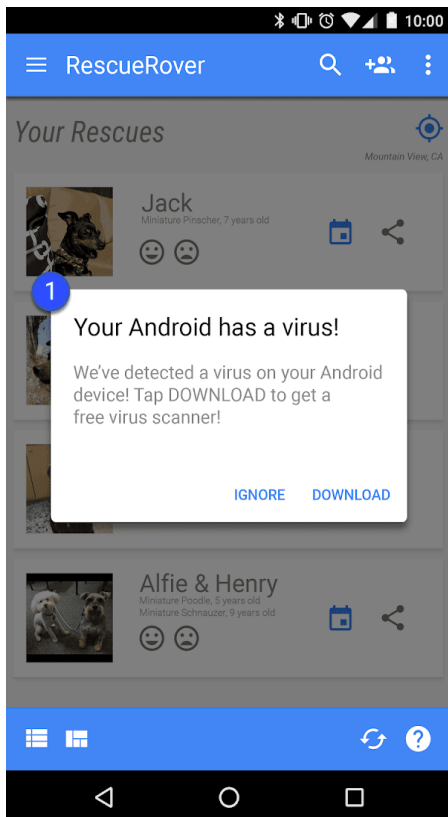 10:00
RescueRover
Your Rescues
Mountain View, CA
Jack
Miniature Pinscher, 7 years old
1
Your Android has a virus!
We've detected a virus on your Android
device! Tap DOWNLOAD to get a
free virus scanner!
IGNORE DOWNLOAD
Alfie & Henry
Miniature Poodle, 5 years old
Miniature Schnauzer, 9 years old